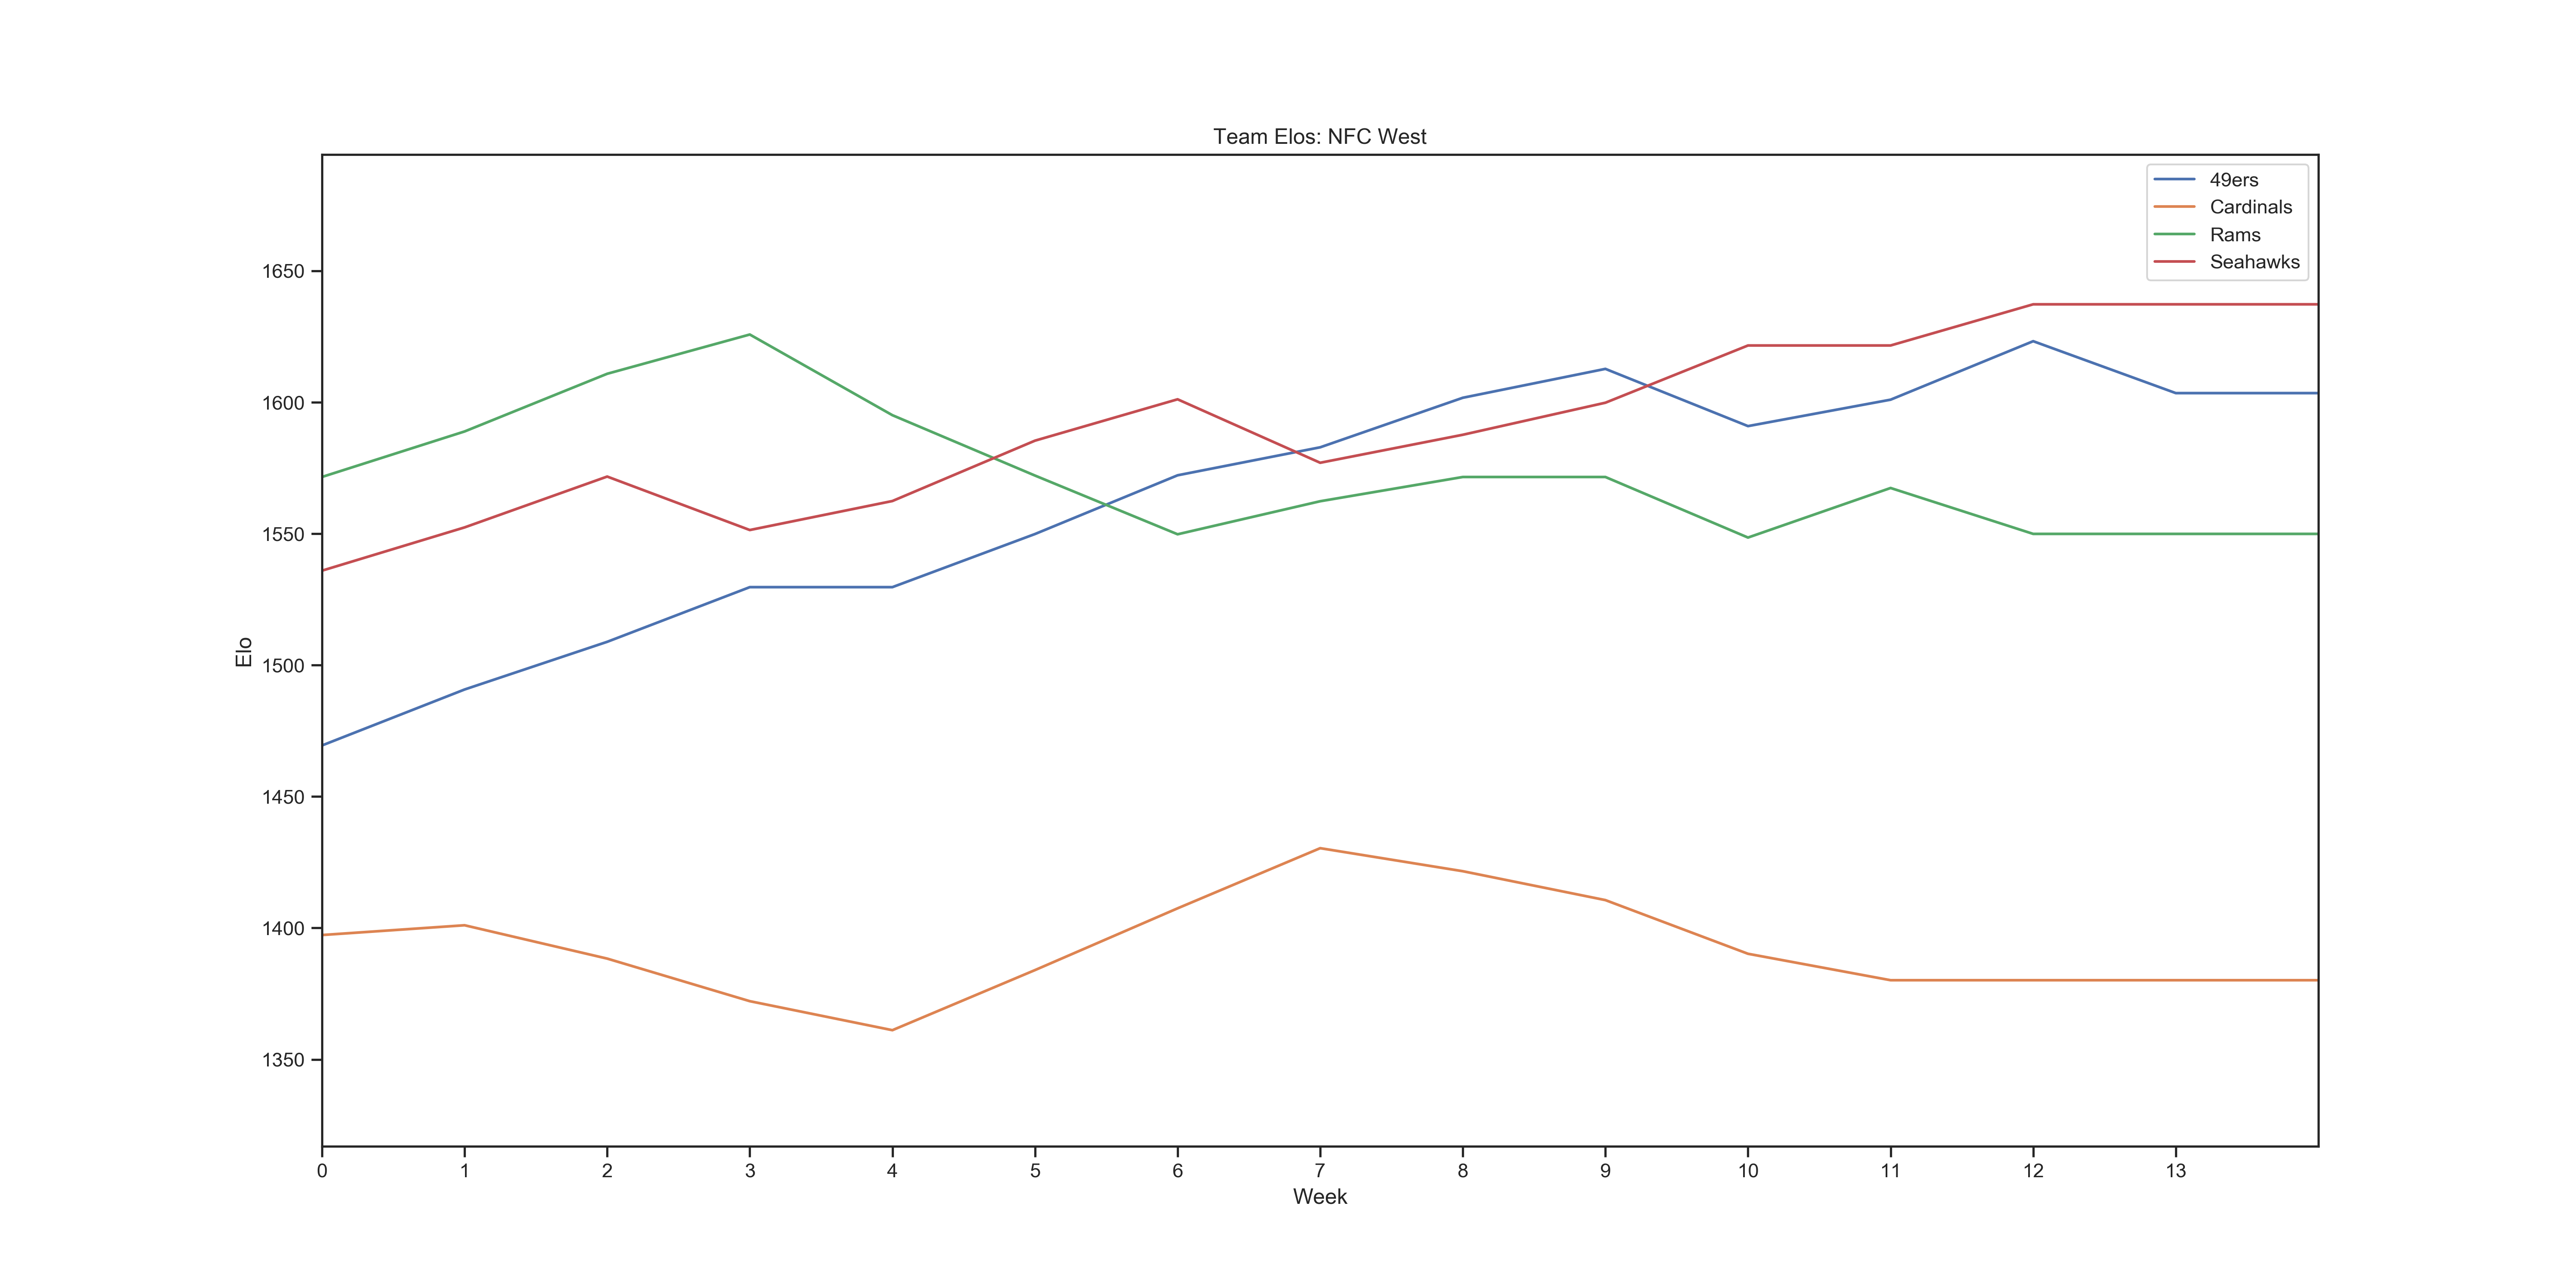 Team Elos: NFC West
49ers
Cardinals
Rams
Seahawks
1650
1600
1550
1500
1450
1400
1350
Elo
0 1 2 3 4 5 6 7 8 9 10 11 12 13
Week